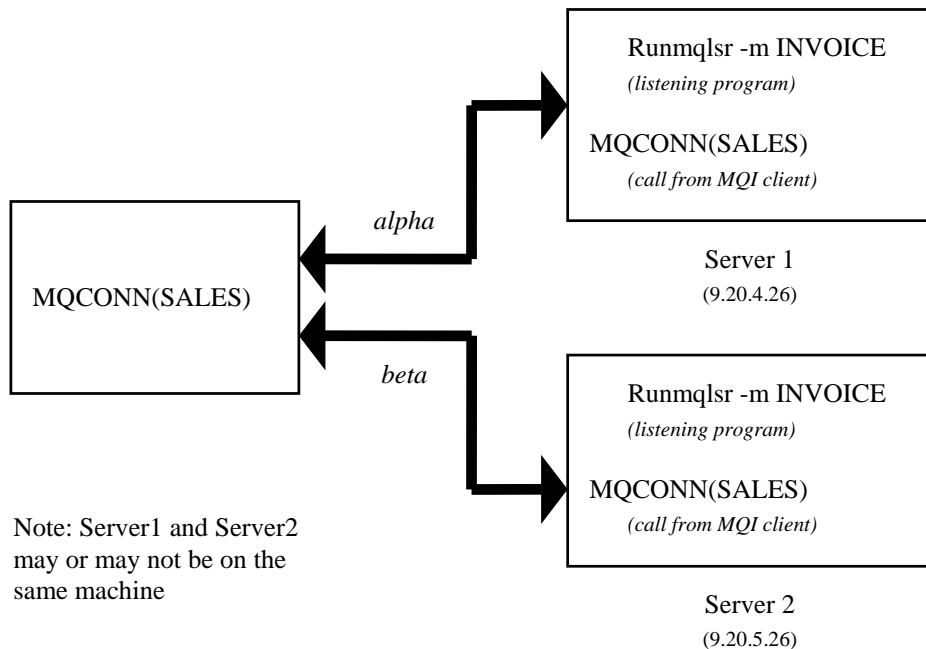 Runmqlsr -m INVOICE
(listening program)
MQCONN(SALES)
(call from MQI client)
Server 1
(9.20.4.26)
alpha
MQCONN(SALES)
beta
Runmqlsr -m INVOICE
(listening program)
MQCONN(SALES)
(call from MQI client)
Server 2
(9.20.5.26)
Note: Server1 and Server2
may or may not be on the
same machine